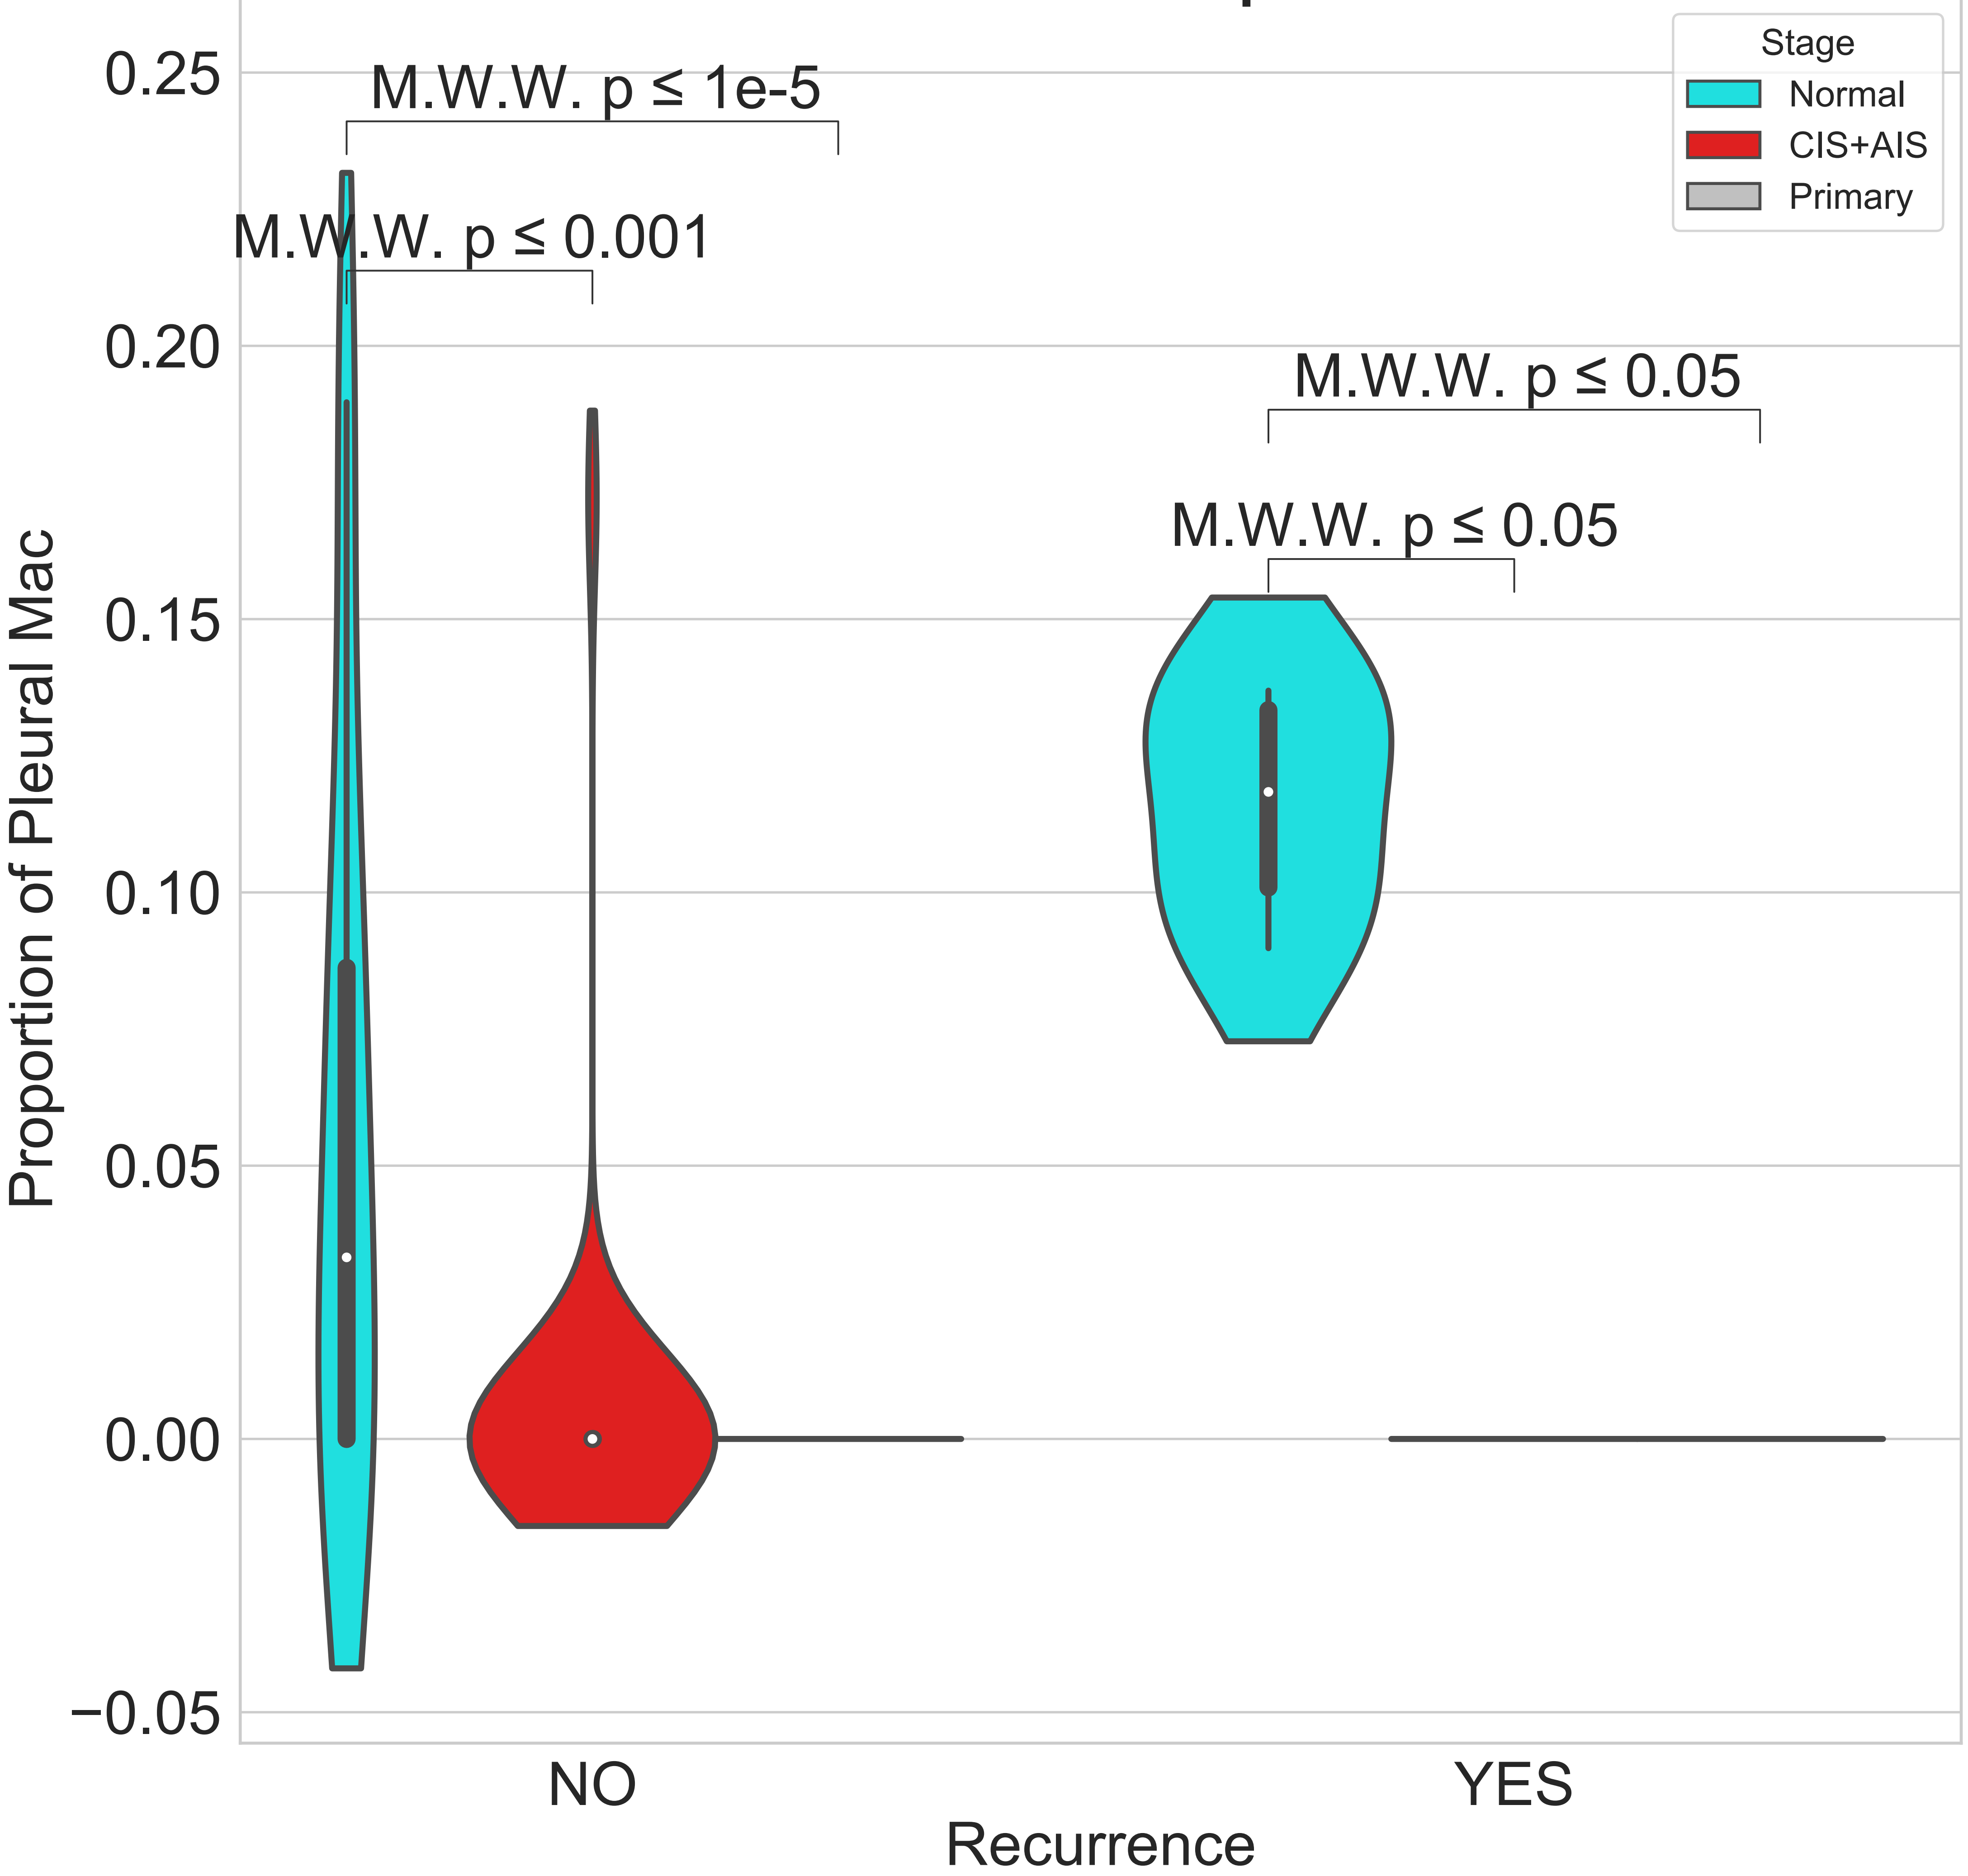 0.25
0.20
0.15
0.10
0.05
0.00
−0.05
Proportion of Pleural Mac
M.W.W. p ≤ 1e-5
M.W.W. p ≤ 0.001
M.W.W. p ≤ 0.05
M.W.W. p ≤ 0.05
Stage
Normal
CIS+AIS
Primary
NO
YES
Recurrence